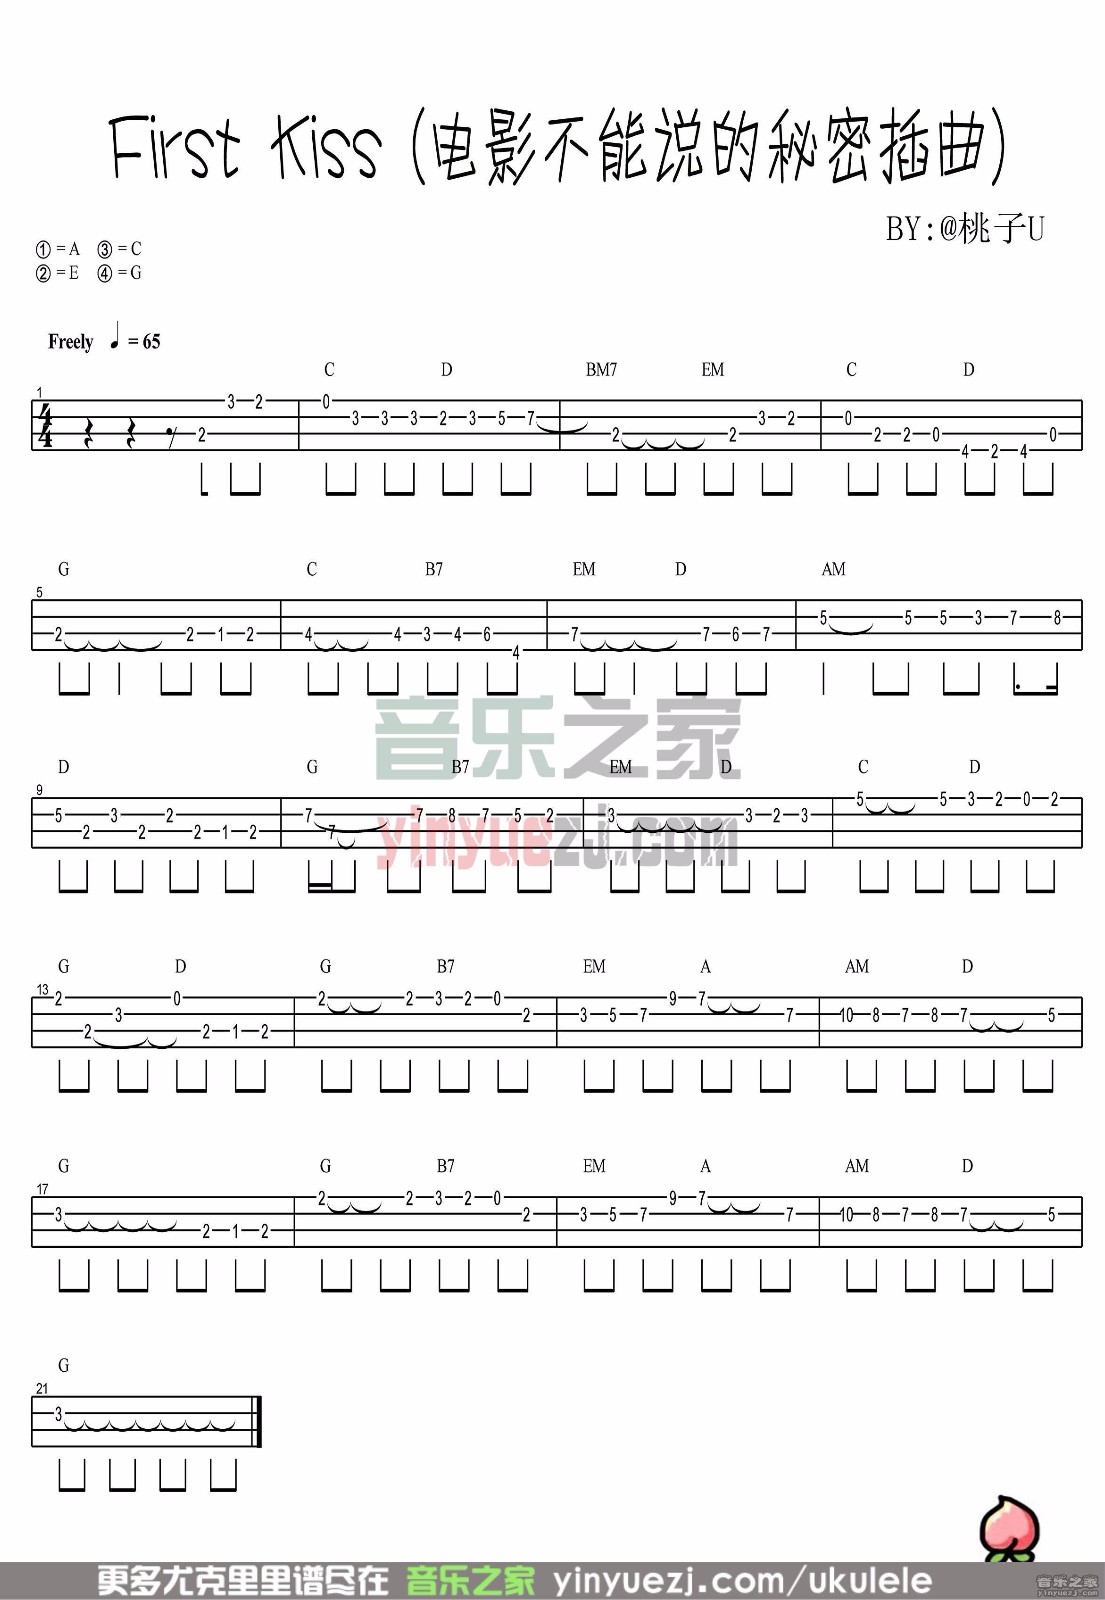 First Kiss (电影不能说的秘密插曲)
BY:@桃子U
①=A ③=C
②=E ④=G
Freely ♩=65
C D BM7 EM C D
1
4
4
3 2 0 3 3 3 2 3 5 7 2 2 3 2 0 2 2 0 4 2 4 0
2
G C B7 EM D AM
5
2 2 1 2 4 4 3 4 6 4 7 7 6 7 5 5 5 3 7 8
音乐之家
D G B7 EM D C D
9
5 2 3 2 2 2 1 2 7 7 7 8 7 5 2 3 3 2 3 5 5 3 2 0 2
yinyuezj.com
G D G B7 EM A AM D
13
2 2 3 0 2 1 2 2 2 3 2 0 2 3 5 7 9 7 7 10 8 7 8 7 5
G G B7 EM A AM D
17
3 2 1 2 2 2 3 2 0 2 3 5 7 9 7 7 10 8 7 8 7 5
G
21
3
更多尤克里里谱尽在 音乐之家 yinyuezj.com/ukulele
音乐之家
yinyuezj.com